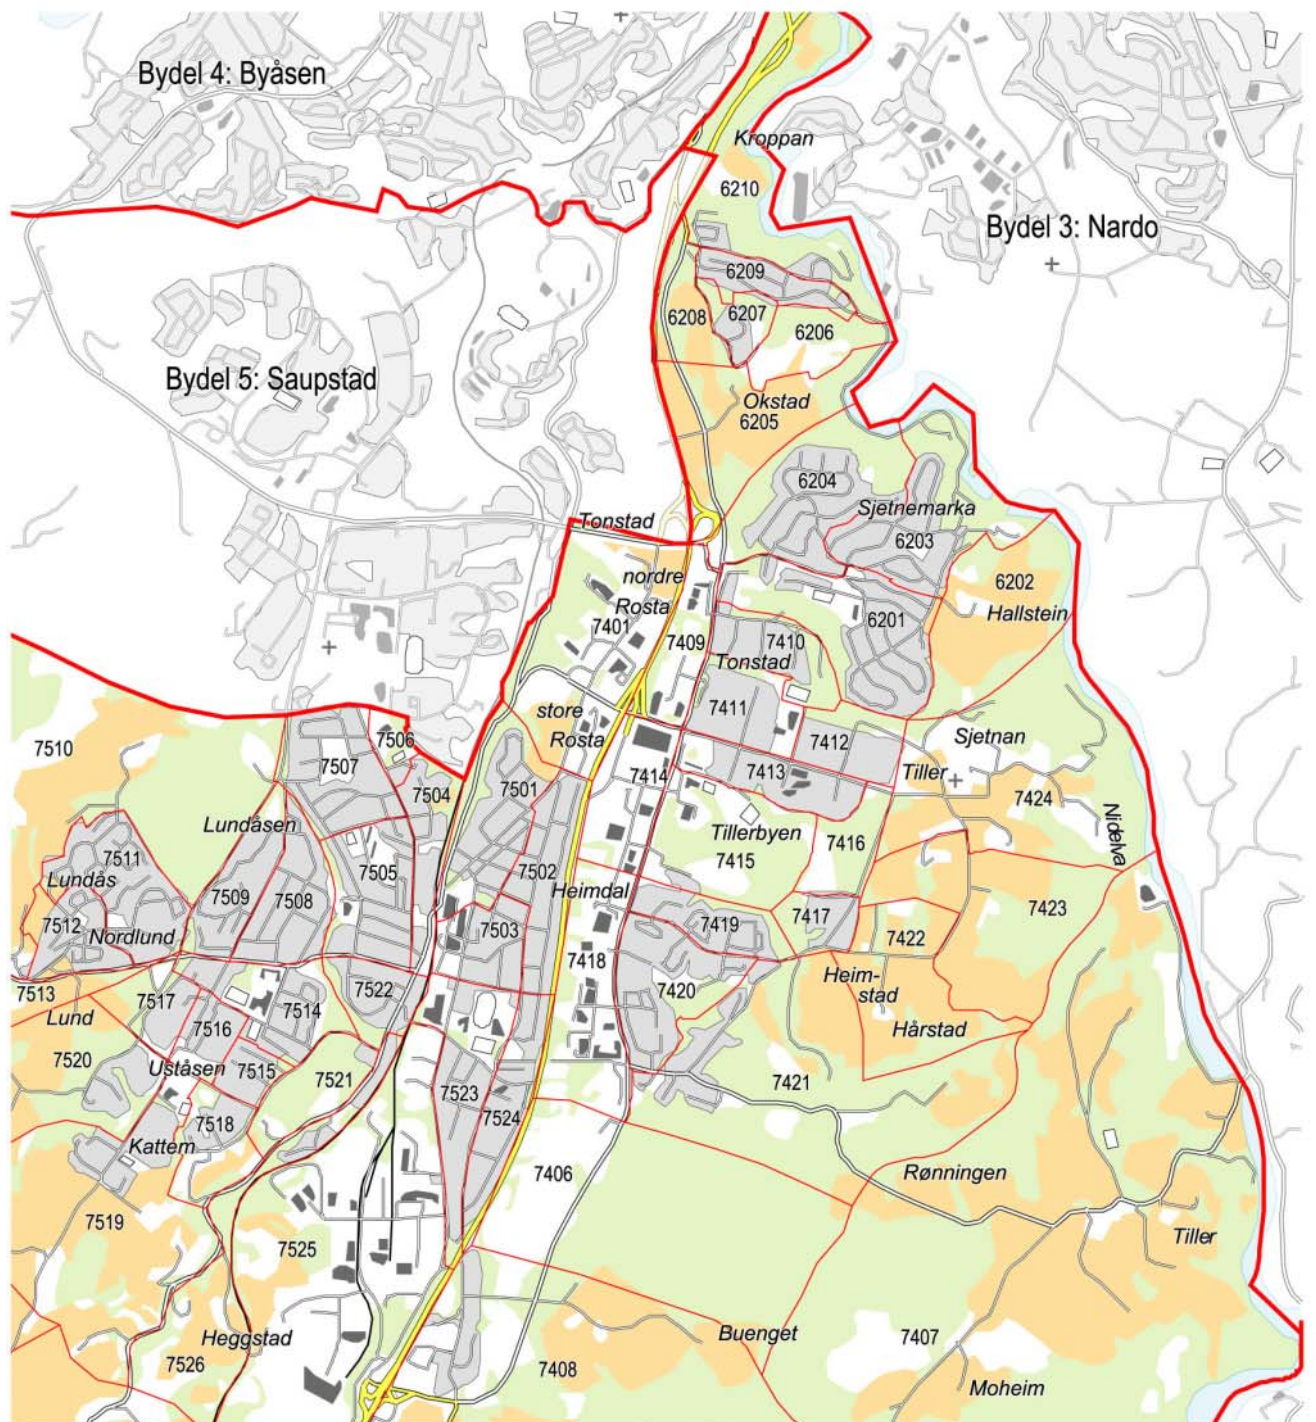 Bydel 4: Byåsen
Kroppan
6210
Bydel 3: Nardo
6209
6208
6207
6206
Bydel 5: Saupstad
Okstad
6205
6204
Sjetnemarka
6203
Tonstad
nordre
Rosta
7401
7409
6202
Hallstein
6201
7410
Tonstad
7411
store
Rosta
7412
Sjetnan
7506
7510
7507
7504
7501
7414
7413
Tiller
7424
Nidelva
Lundåsen
Tillerbyen
7415
7416
7511
Lundås
7505
7502
Heimdal
7509
7508
7512
Nordlund
7503
7419
7417
7423
7422
7418
7513
Lund
7517
7516
7514
7522
7420
Heim-
stad
Hårstad
7520
Uståsen
7515
7521
7523
7524
7421
7518
Kattem
7406
Rønningen
7519
7525
Tiller
Heggstad
7526
Buenget
7407
7408
Moheim